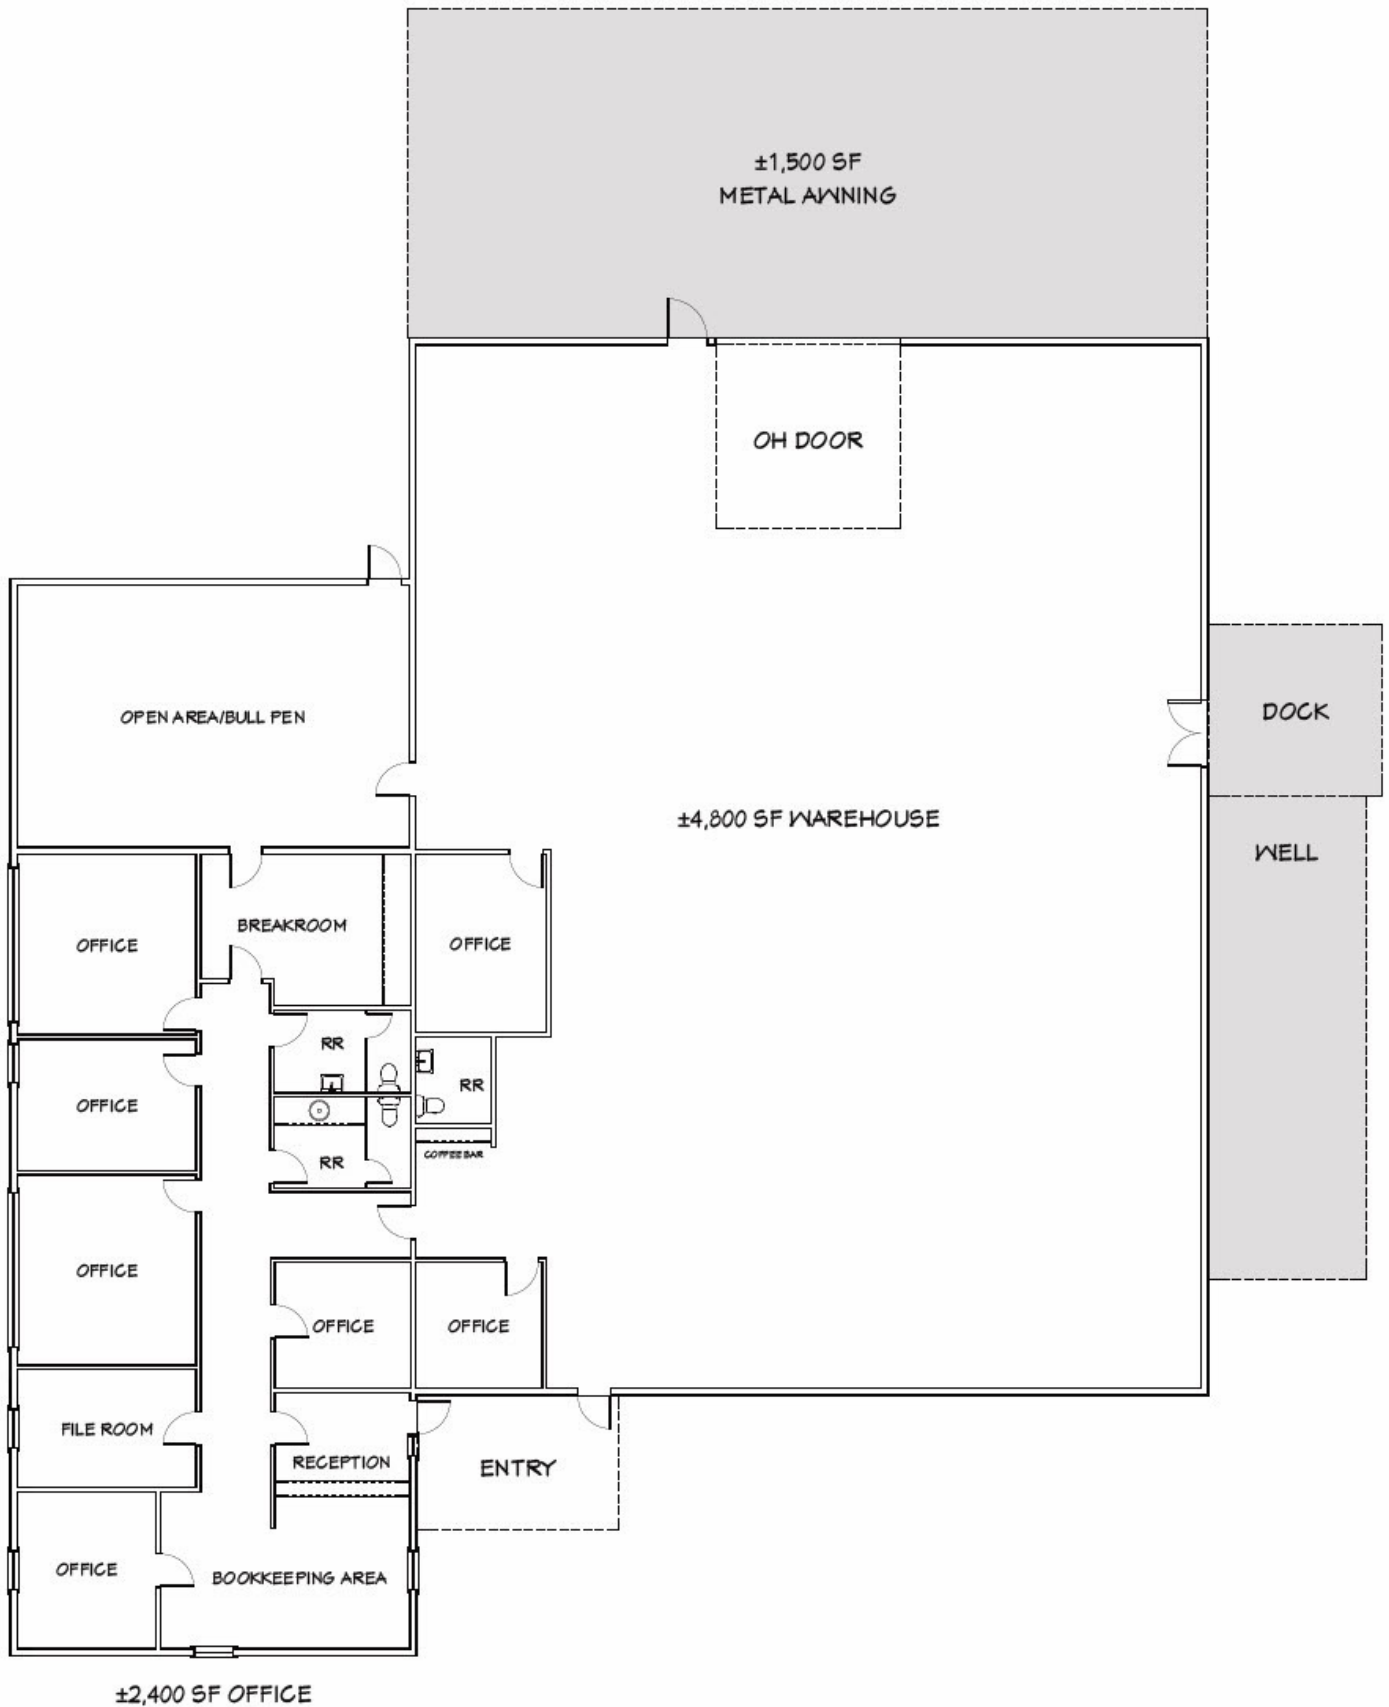 ±1,500 SF
METAL AWNING
OH DOOR
OPEN AREA/BULL PEN
DOCK
±4,800 SF WAREHOUSE
WELL
BREAKROOM
OFFICE
OFFICE
RR
RR
OFFICE
COFFEE BAR
RR
OFFICE
OFFICE
OFFICE
FILE ROOM
RECEPTION
ENTRY
OFFICE
BOOKKEEPING AREA
±2,400 SF OFFICE